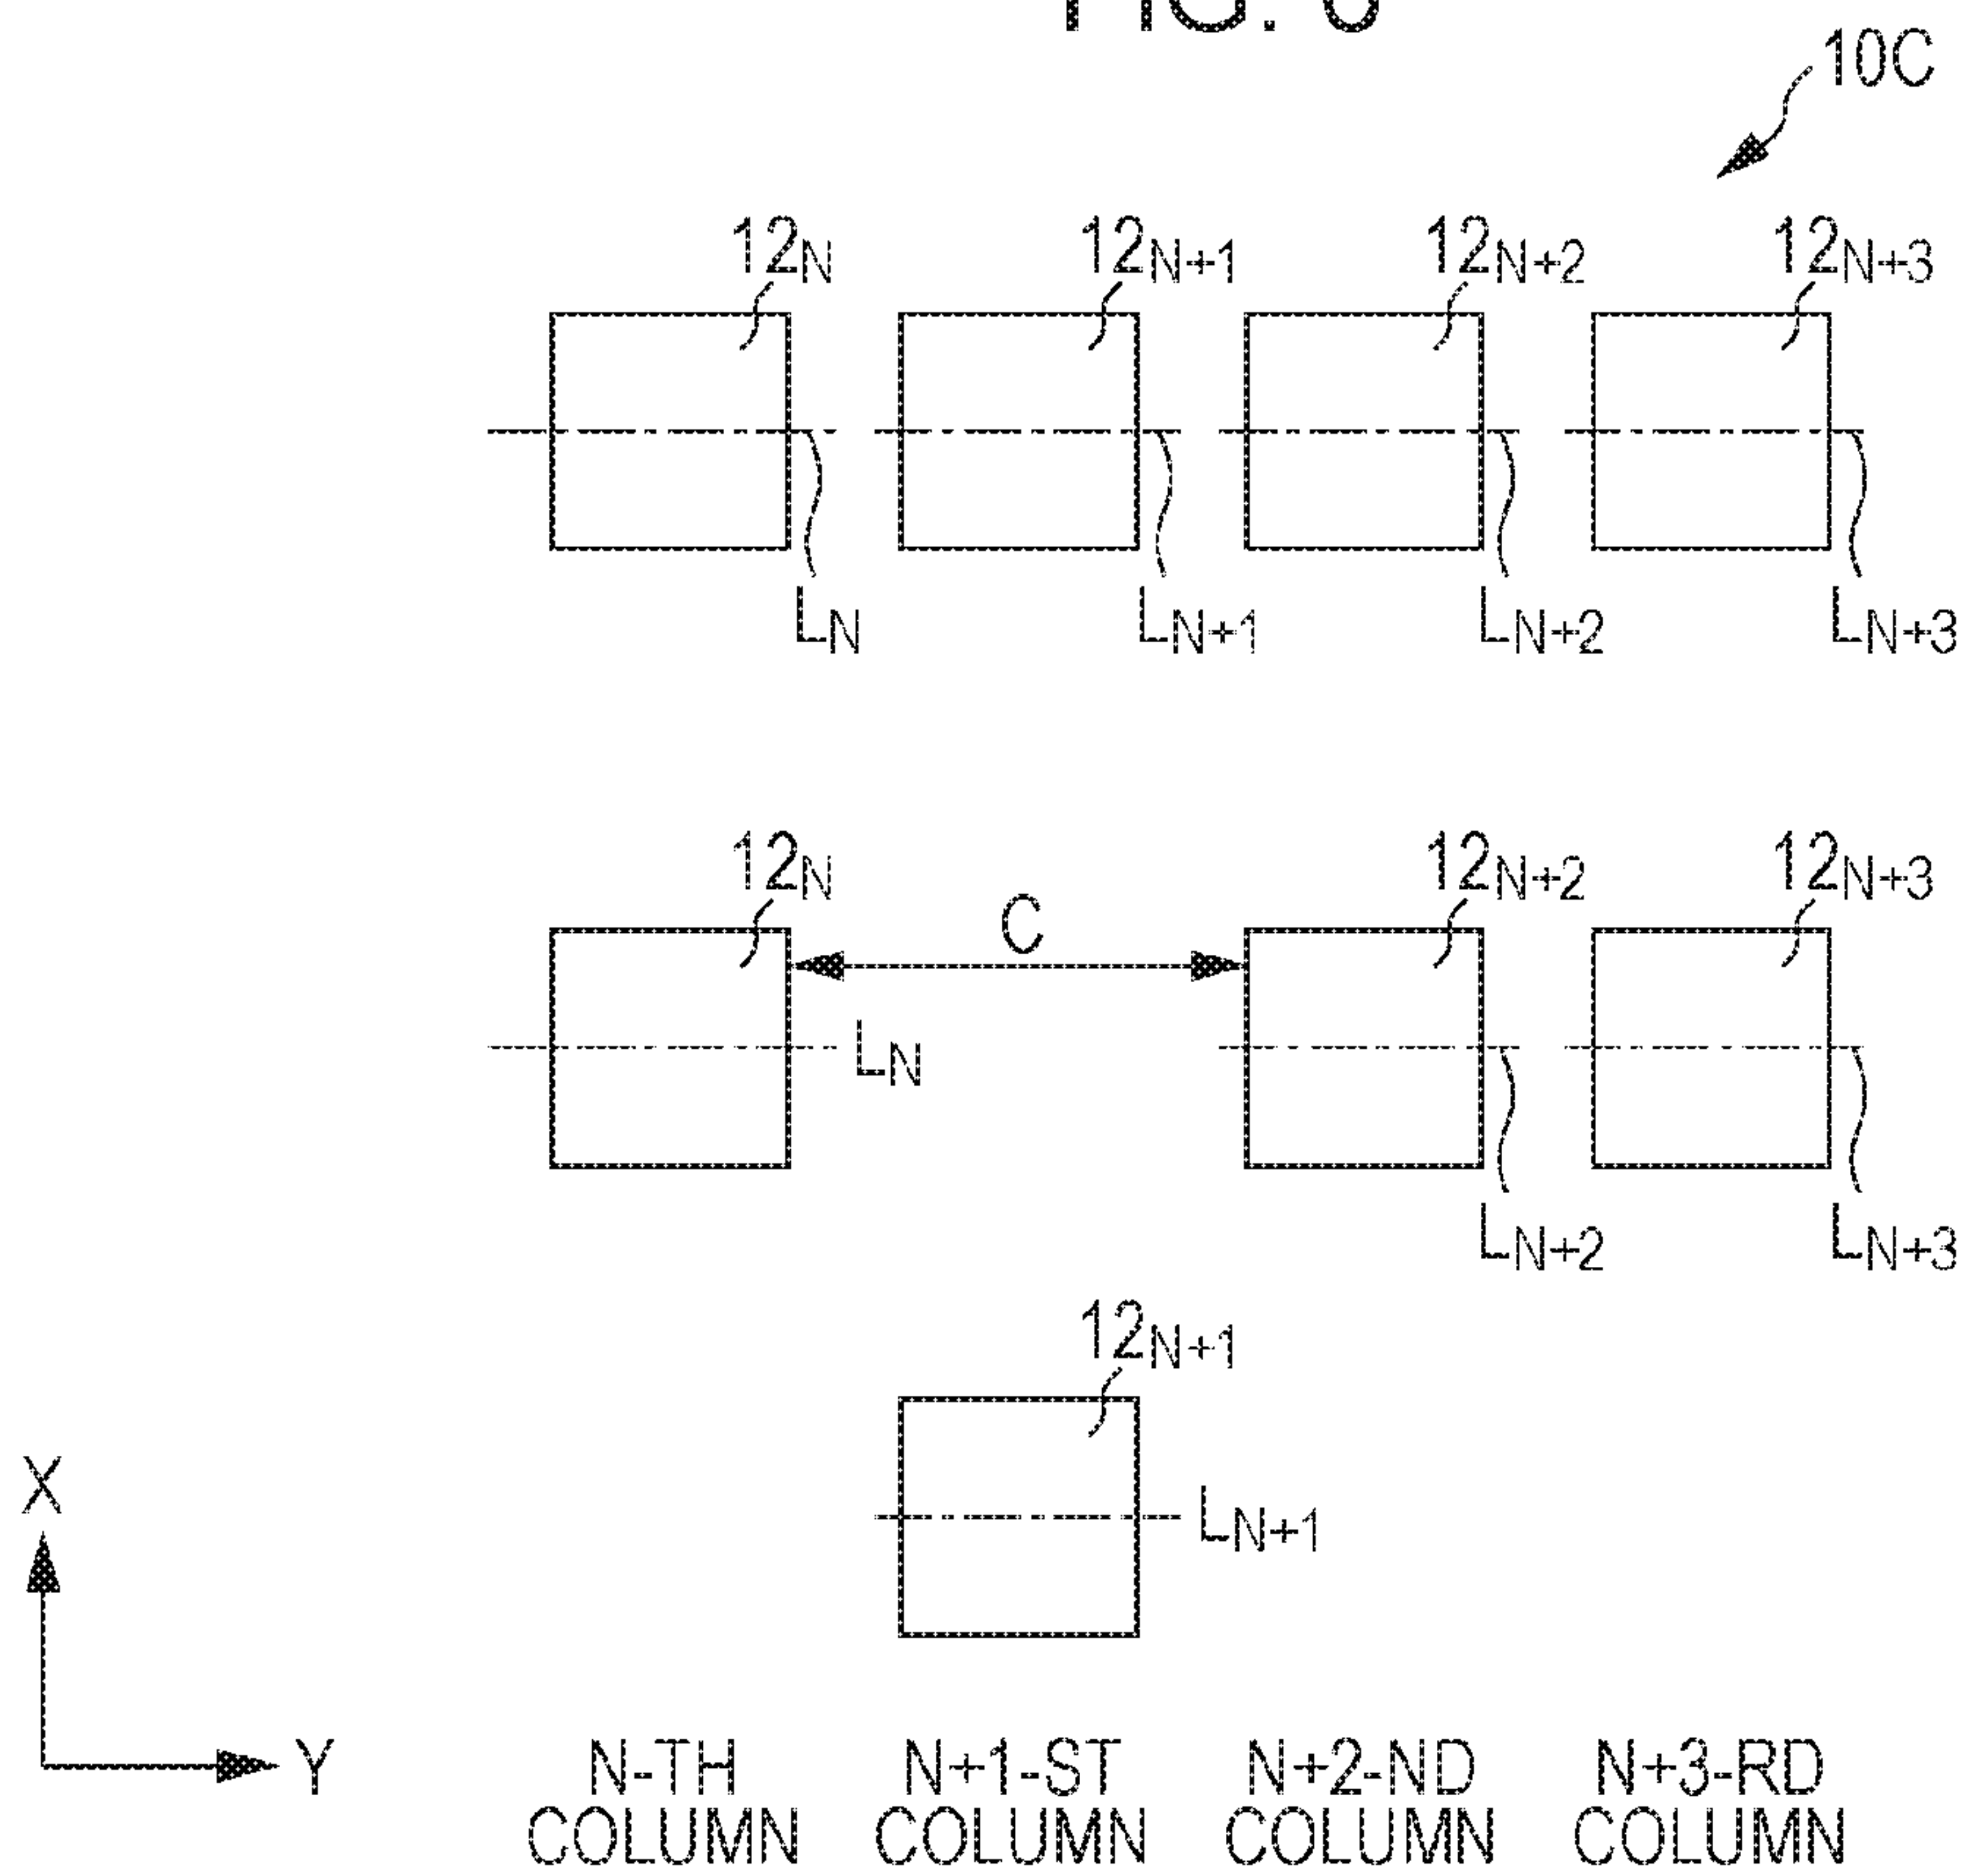 10C
12N 12N+1 12N+2 12N+3
LN LN+1 LN+2 LN+3
12N 12N+2 12N+3
C
LN
LN+2 LN+3
12N+1
X
LN+1
Y
N-TH COLUMN
N+1-ST COLUMN
N+2-ND COLUMN
N+3-RD COLUMN